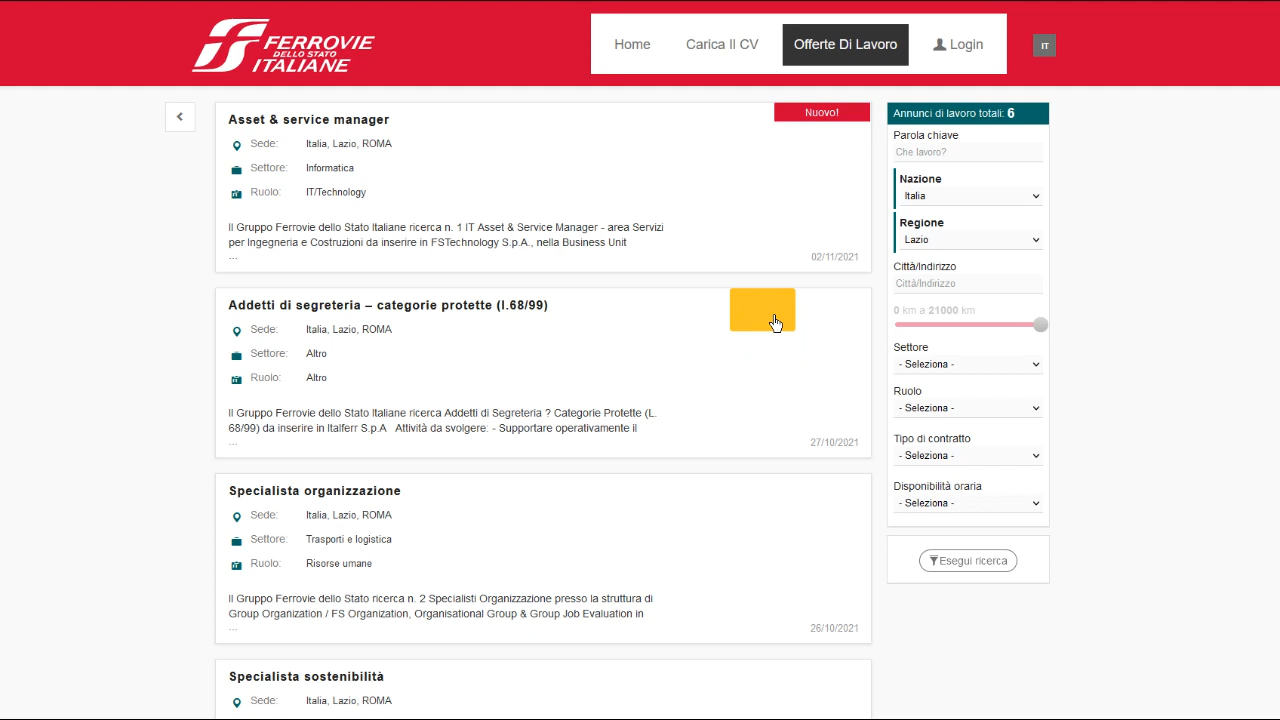 FERROVIE
DELLO STATO
ITALIANE
Home
Carica Il CV
Offerte Di Lavoro
Login
IT
Asset & service manager
Nuovo!
Sede: Italia, Lazio, ROMA
Settore: Informatica
Ruolo: IT/Technology
Il Gruppo Ferrovie dello Stato Italiane ricerca n. 1 IT Asset & Service Manager - area Servizi
per Ingegneria e Costruzioni da inserire in FSTechnology S.p.A., nella Business Unit
...
02/11/2021
Addetti di segreteria – categorie protette (l.68/99)
Sede: Italia, Lazio, ROMA
Settore: Altro
Ruolo: Altro
Il Gruppo Ferrovie dello Stato Italiane ricerca Addetti di Segreteria ? Categorie Protette (L.
68/99) da inserire in Italferr S.p.A   Attività da svolgere: - Supportare operativamente il
...
27/10/2021
Specialista organizzazione
Sede: Italia, Lazio, ROMA
Settore: Trasporti e logistica
Ruolo: Risorse umane
Il Gruppo Ferrovie dello Stato ricerca n. 2 Specialisti Organizzazione presso la struttura di
Group Organization / FS Organization, Organisational Group & Group Job Evaluation in
...
26/10/2021
Specialista sostenibilità
Sede: Italia, Lazio, ROMA
Annunci di lavoro totali: 6
Parola chiave
Che lavoro?
Nazione
Italia
Regione
Lazio
Città/Indirizzo
Città/Indirizzo
0 km a 21000 km
Settore
- Seleziona -
Ruolo
- Seleziona -
Tipo di contratto
- Seleziona -
Disponibilità oraria
- Seleziona -
Esegui ricerca